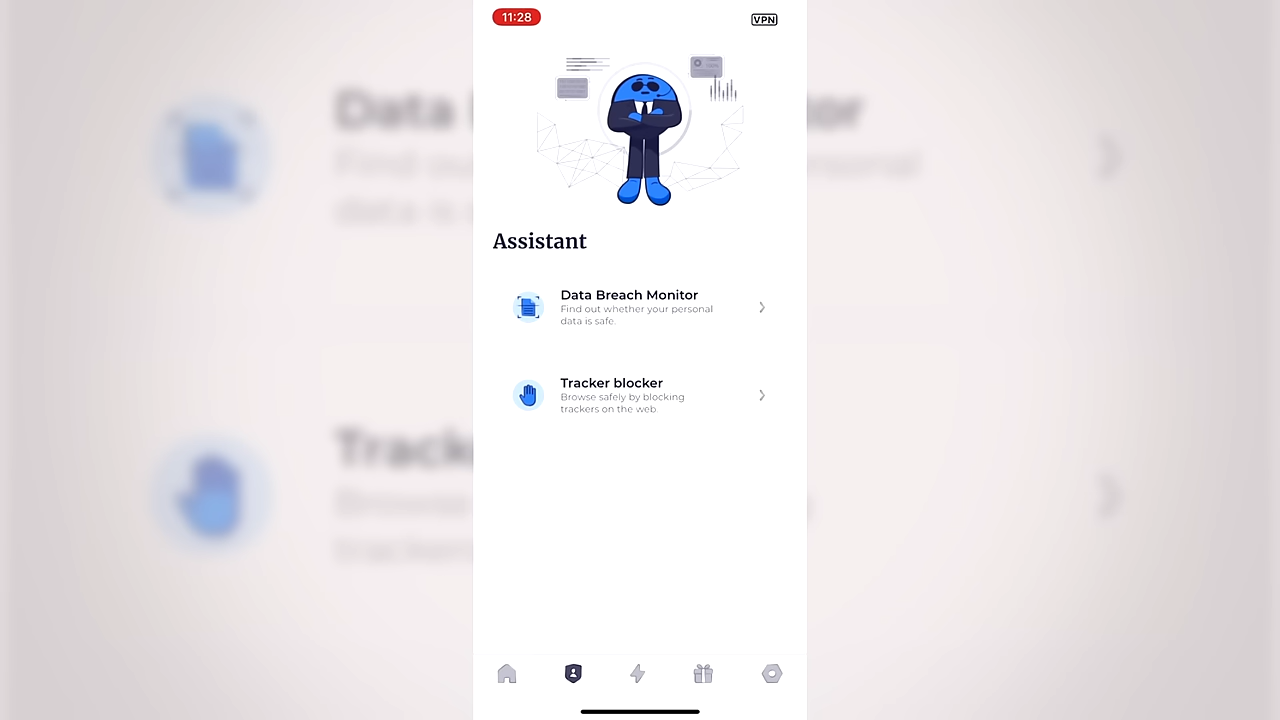 11:28
VPN
Assistant
Data Breach Monitor
Find out whether your personal
data is safe.
Tracker blocker
Browse safely by blocking
trackers on the web.